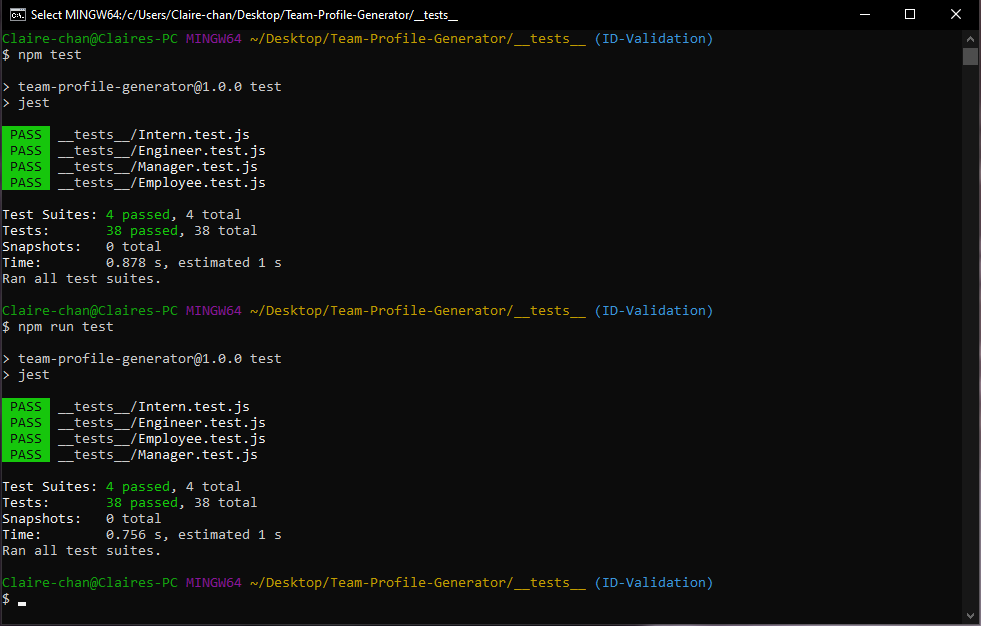 Select MINGW64:/c/Users/Claire-chan/Desktop/Team-Profile-Generator/__tests__
Claire-chan@Claires-PC MINGW64 ~/Desktop/Team-Profile-Generator/__tests__ (ID-Validation)
$ npm test
> team-profile-generator@1.0.0 test
> jest
PASS __tests__/Intern.test.js
PASS __tests__/Engineer.test.js
PASS __tests__/Manager.test.js
PASS __tests__/Employee.test.js
Test Suites: 4 passed, 4 total
Tests: 38 passed, 38 total
Snapshots: 0 total
Time: 0.878 s, estimated 1 s
Ran all test suites.
Claire-chan@Claires-PC MINGW64 ~/Desktop/Team-Profile-Generator/__tests__ (ID-Validation)
$ npm run test
> team-profile-generator@1.0.0 test
> jest
PASS __tests__/Intern.test.js
PASS __tests__/Engineer.test.js
PASS __tests__/Employee.test.js
PASS __tests__/Manager.test.js
Test Suites: 4 passed, 4 total
Tests: 38 passed, 38 total
Snapshots: 0 total
Time: 0.756 s, estimated 1 s
Ran all test suites.
Claire-chan@Claires-PC MINGW64 ~/Desktop/Team-Profile-Generator/__tests__ (ID-Validation)
$